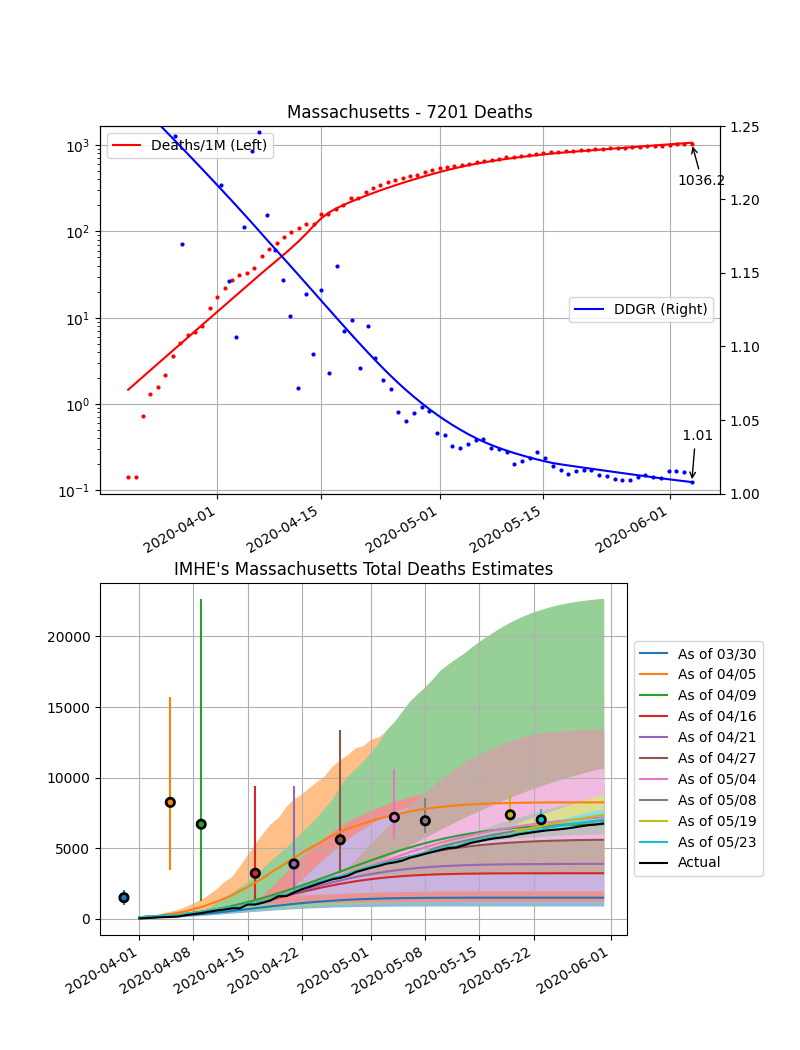 Massachusetts - 7201 Deaths
Deaths/1M (Left)
DDGR (Right)
1036.2
1.01
10³
10²
10¹
10⁰
10⁻¹
1.25
1.20
1.15
1.10
1.05
1.00
2020-04-01
2020-04-15
2020-05-01
2020-05-15
2020-06-01
IMHE's Massachusetts Total Deaths Estimates
20000
15000
10000
5000
0
2020-04-01
2020-04-08
2020-04-15
2020-04-22
2020-05-01
2020-05-08
2020-05-15
2020-05-22
2020-06-01
As of 03/30
As of 04/05
As of 04/09
As of 04/16
As of 04/21
As of 04/27
As of 05/04
As of 05/08
As of 05/19
As of 05/23
Actual